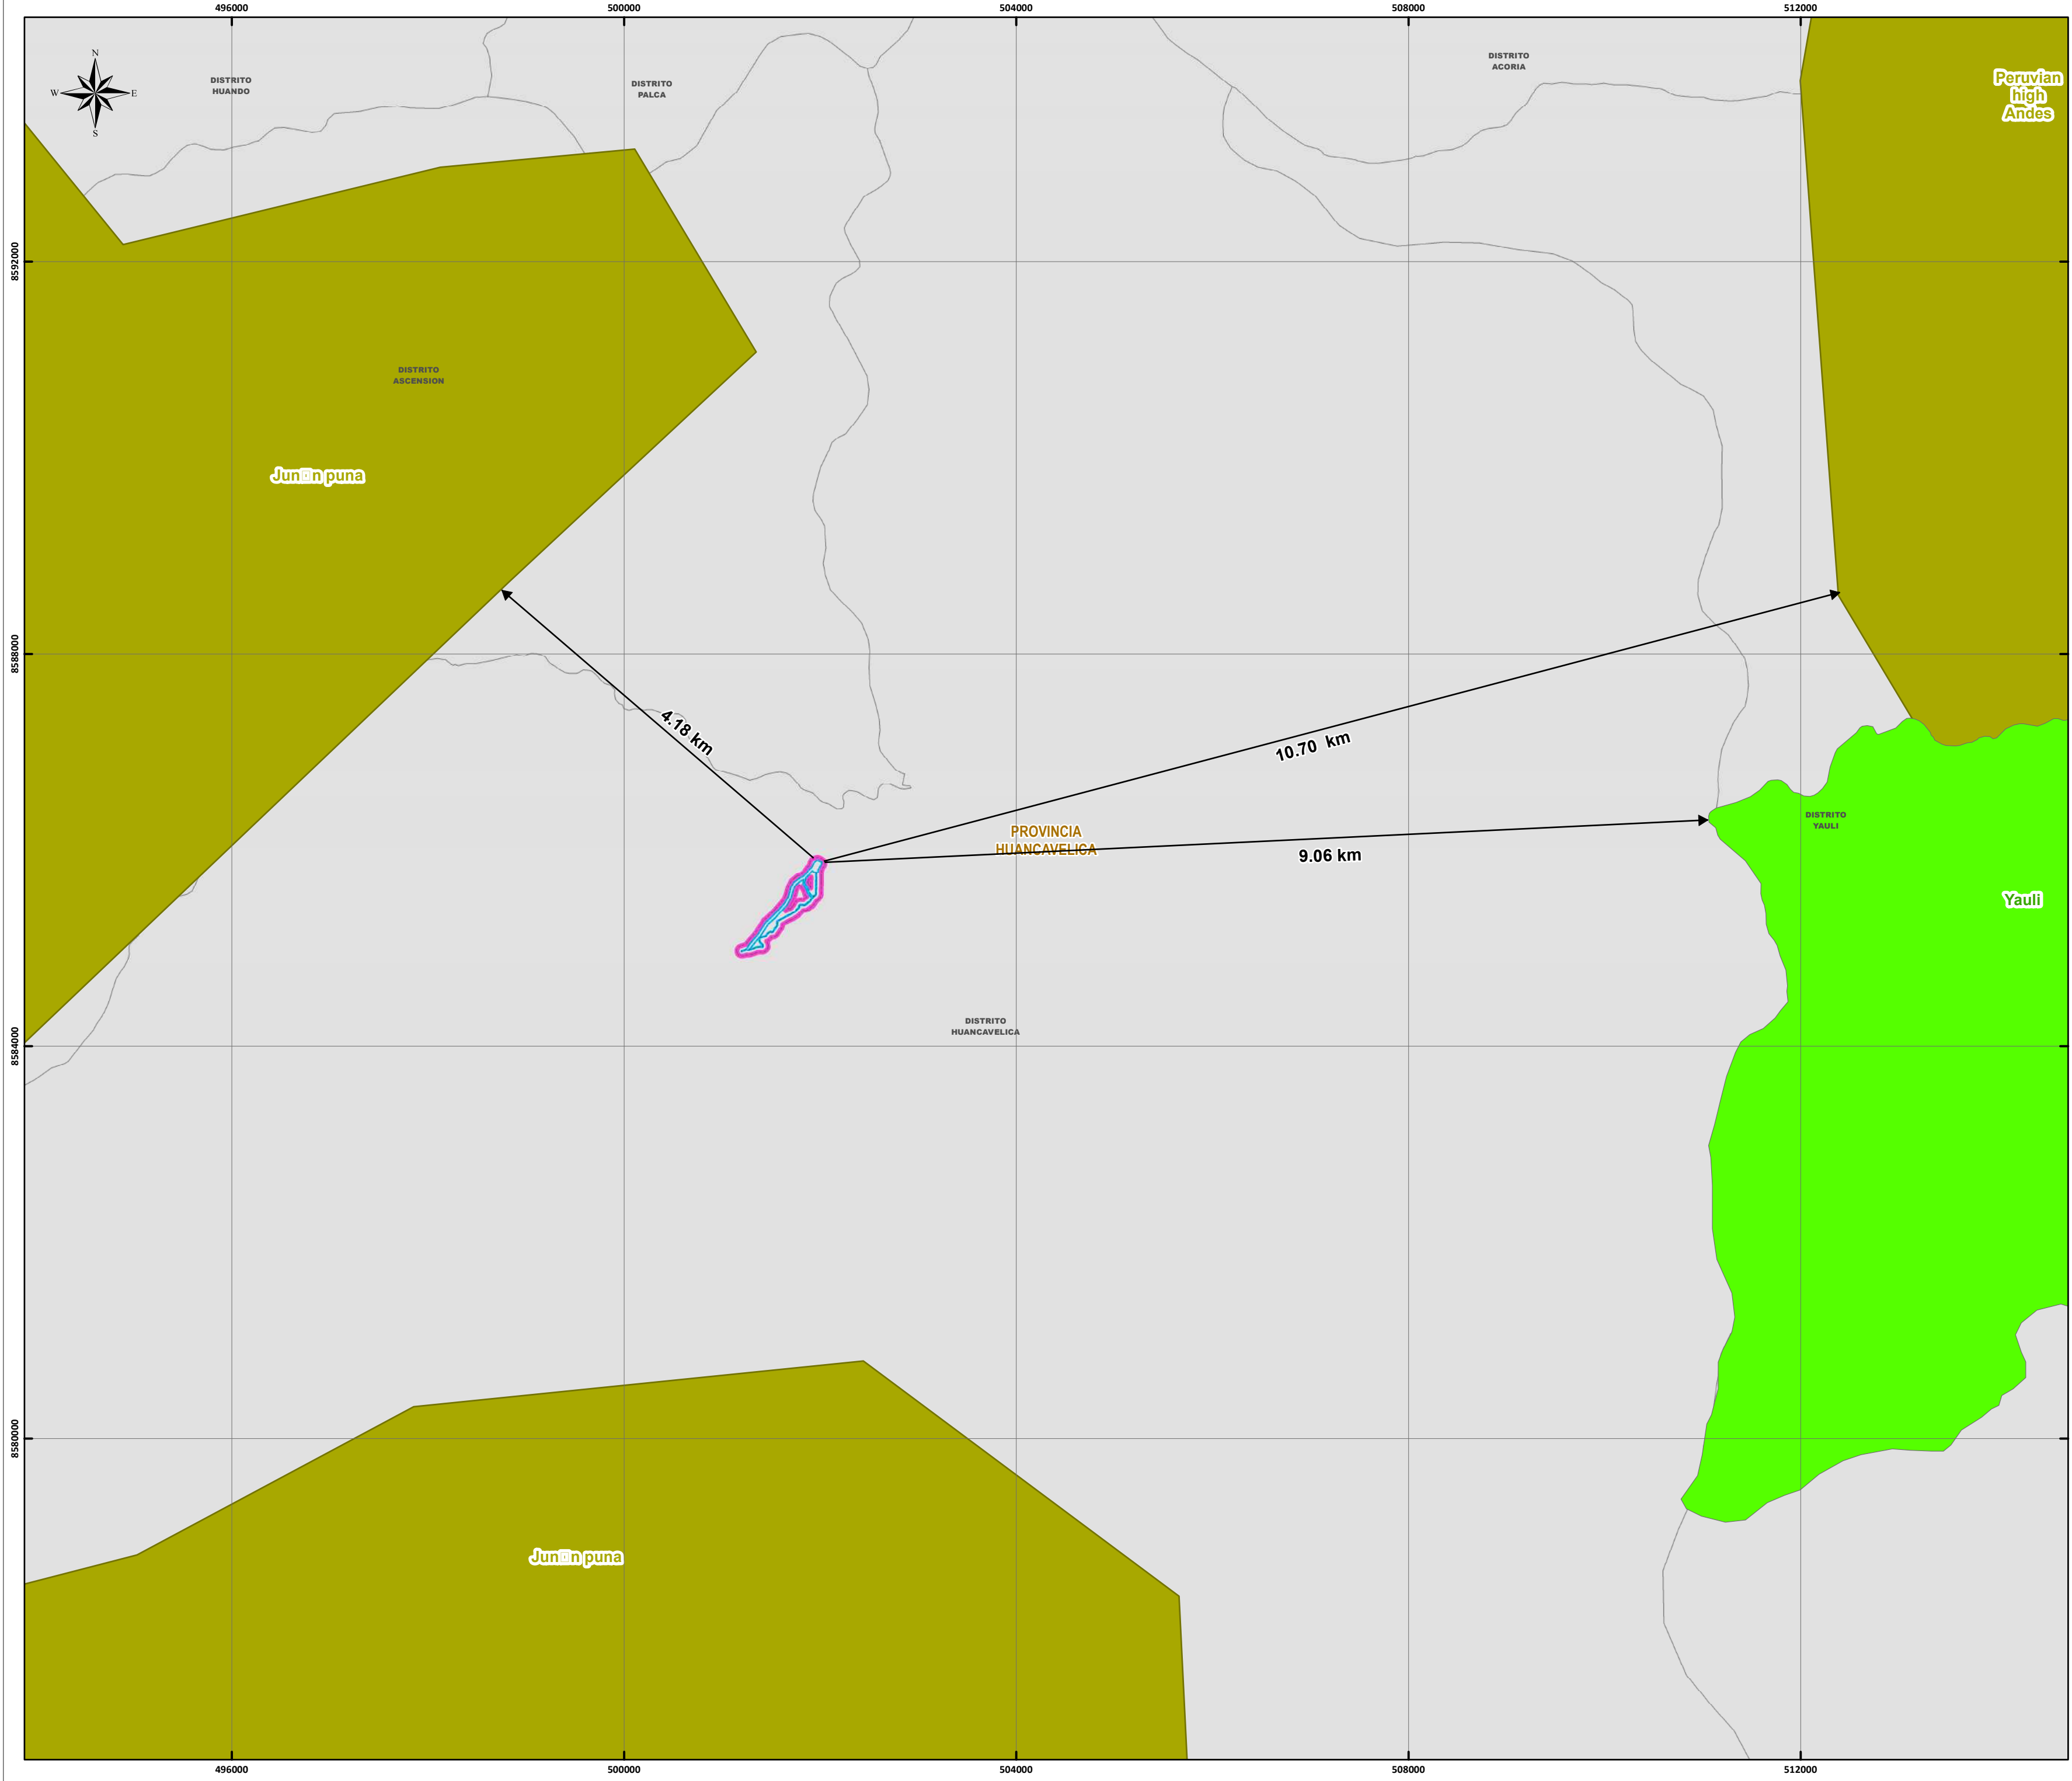 496000
500000
504000
508000
512000
N
W
E
S
DISTRITO
HUANDO
DISTRITO
PALCA
DISTRITO
ACORIA
Peruvian
high
Andes
8592000
DISTRITO
ASCENSION
Jun□n puna
8588000
4.18 km
10.70 km
PROVINCIA
HUANCAVELICA
9.06 km
DISTRITO
YAULI
Yauli
DISTRITO
HUANCAVELICA
8584000
8580000
Jun□n puna
496000
500000
504000
508000
512000